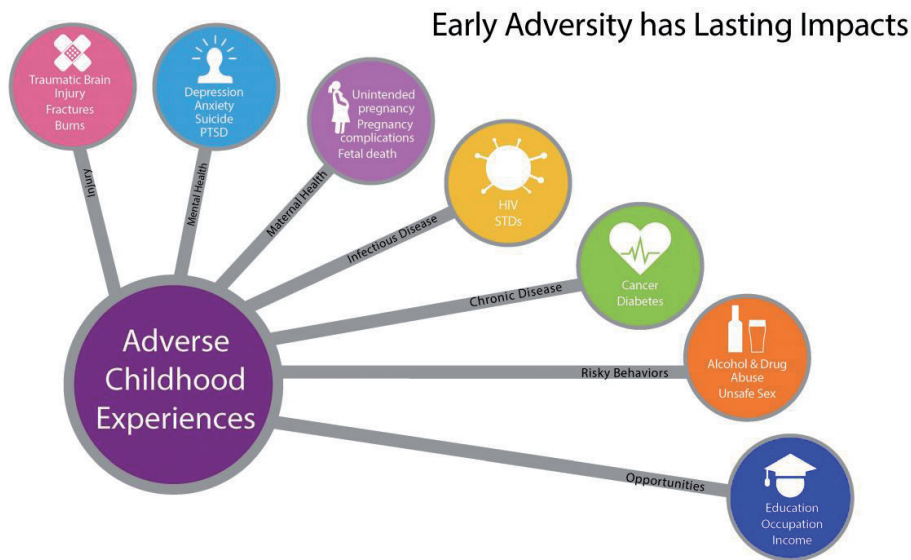 Early Adversity has Lasting Impacts
Traumatic Brain
Injury
Fractures
Burns
Injury
Depression
Anxiety
Suicide
PTSD
Mental Health
Unintended
pregnancy
Pregnancy
complications
Fetal death
Maternal Health
HIV
STDs
Infectious Disease
Cancer
Diabetes
Chronic Disease
Alcohol & Drug
Abuse
Unsafe Sex
Risky Behaviors
Education
Occupation
Income
Opportunities
Adverse
Childhood
Experiences